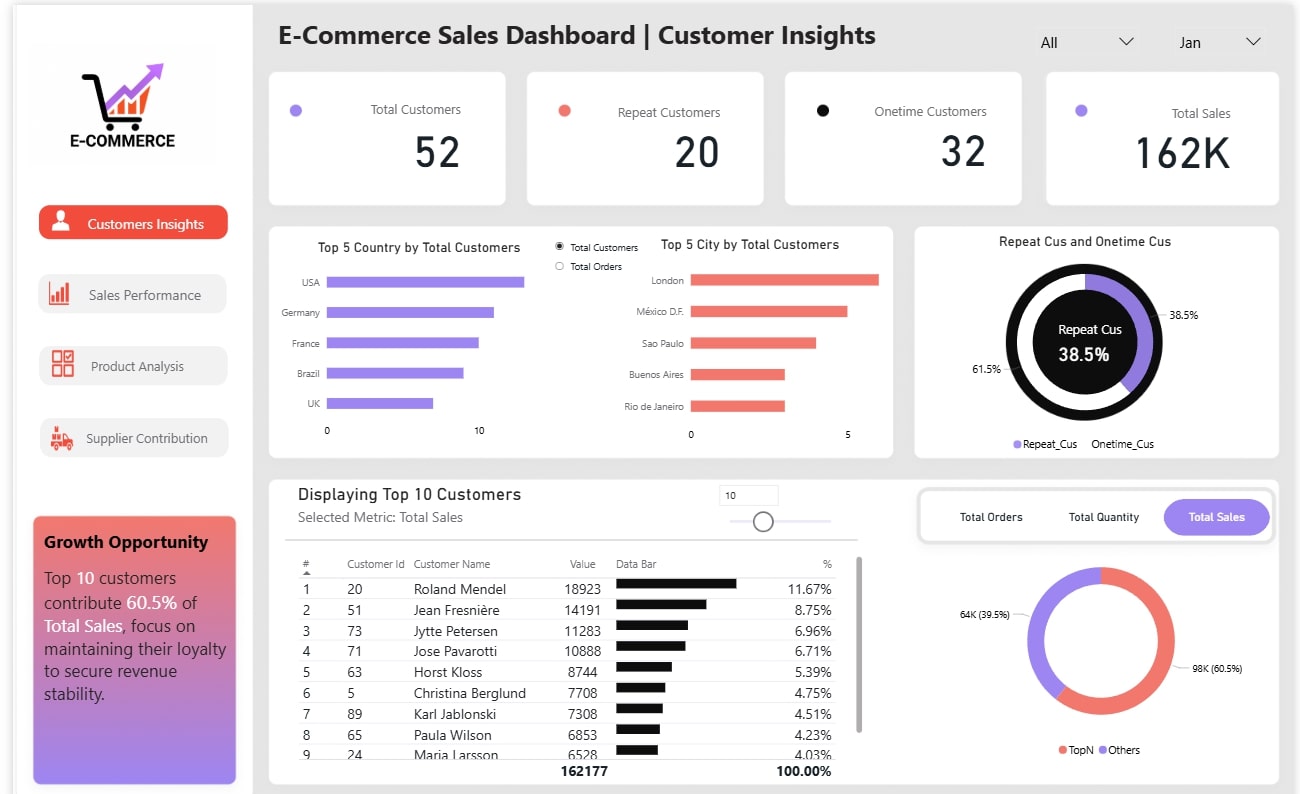 E-COMMERCE
Customers Insights
Sales Performance
Product Analysis
Supplier Contribution
Growth Opportunity
Top 10 customers
contribute 60.5% of
Total Sales, focus on
maintaining their loyalty
to secure revenue
stability.
E-Commerce Sales Dashboard | Customer Insights
All
Jan
Total Customers
52
Repeat Customers
20
Onetime Customers
32
Total Sales
162K
Top 5 Country by Total Customers
USA
Germany
France
Brazil
UK
0 10
Total Customers
Total Orders
Top 5 City by Total Customers
London
México D.F.
Sao Paulo
Buenos Aires
Rio de Janeiro
0 5
Repeat Cus and Onetime Cus
38.5%
Repeat Cus
38.5%
61.5%
Repeat_Cus Onetime_Cus
Displaying Top 10 Customers
Selected Metric: Total Sales
10
# Customer Id Customer Name Value Data Bar %
1 20 Roland Mendel 18923 11.67%
2 51 Jean Fresnière 14191 8.75%
3 73 Jytte Petersen 11283 6.96%
4 71 Jose Pavarotti 10888 6.71%
5 63 Horst Kloss 8744 5.39%
6 5 Christina Berglund 7708 4.75%
7 89 Karl Jablonski 7308 4.51%
8 65 Paula Wilson 6853 4.23%
9 24 Maria Larsson 6528 4.03%
162177 100.00%
Total Orders Total Quantity Total Sales
64K (39.5%)
98K (60.5%)
TopN Others